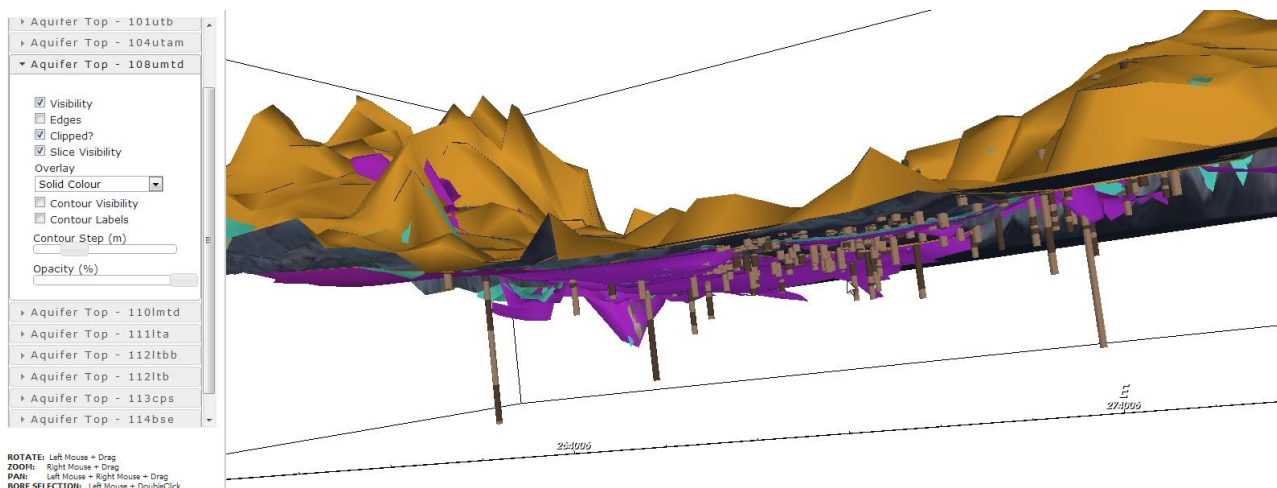 Aquifer Top - 101utb
Aquifer Top - 104utam
Aquifer Top - 108umtd
Visibility
Edges
Clipped?
Slice Visibility
Overlay
Solid Colour
Contour Visibility
Contour Labels
Contour Step (m)
Opacity (%)
Aquifer Top - 110lmtd
Aquifer Top - 111lta
Aquifer Top - 112ltbb
Aquifer Top - 112ltb
Aquifer Top - 113cps
Aquifer Top - 114bse
ROTATE: Left Mouse + Drag
ZOOM: Right Mouse + Drag
PAN: Left Mouse + Right Mouse + Drag
BORE SELECTION: Left Mouse + DoubleClick
E
264006
274006